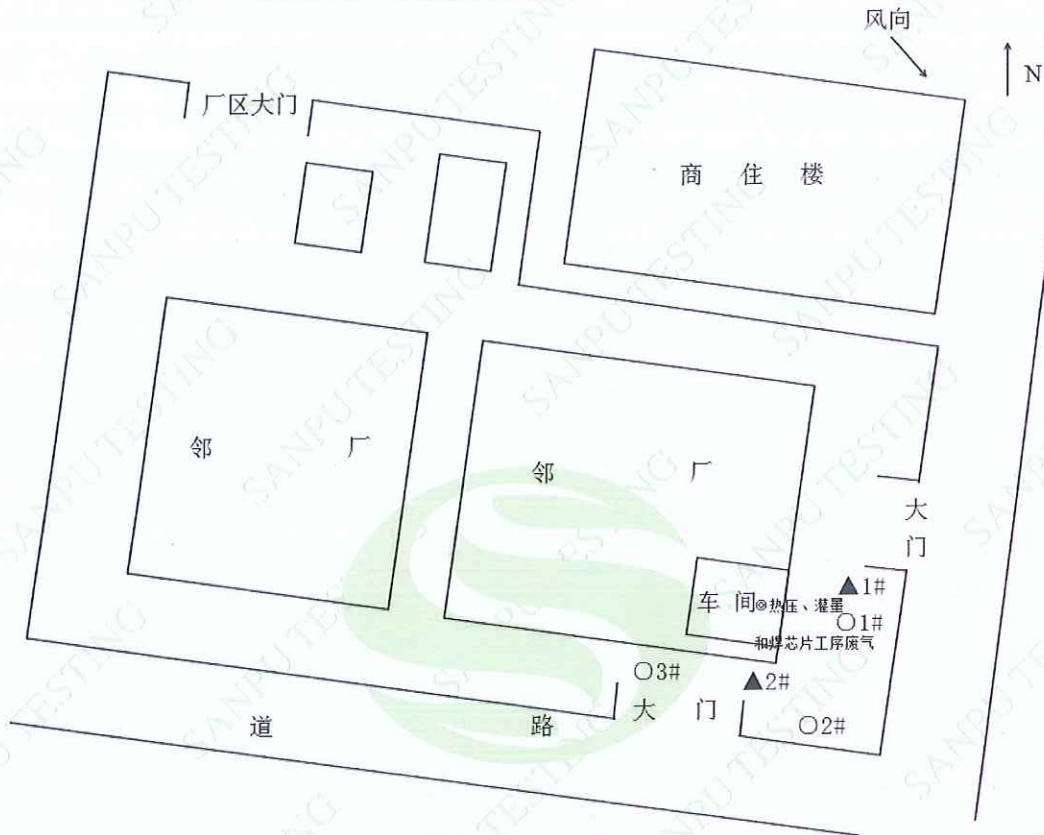 风向
N
厂区大门
商 住 楼
邻 厂
邻 厂
大
门
车 间
热压、灌墨
和焊芯片工序废气
▲1#
○1#
○3#
▲2#
大 门
○2#
道 路
SANPU TESTING